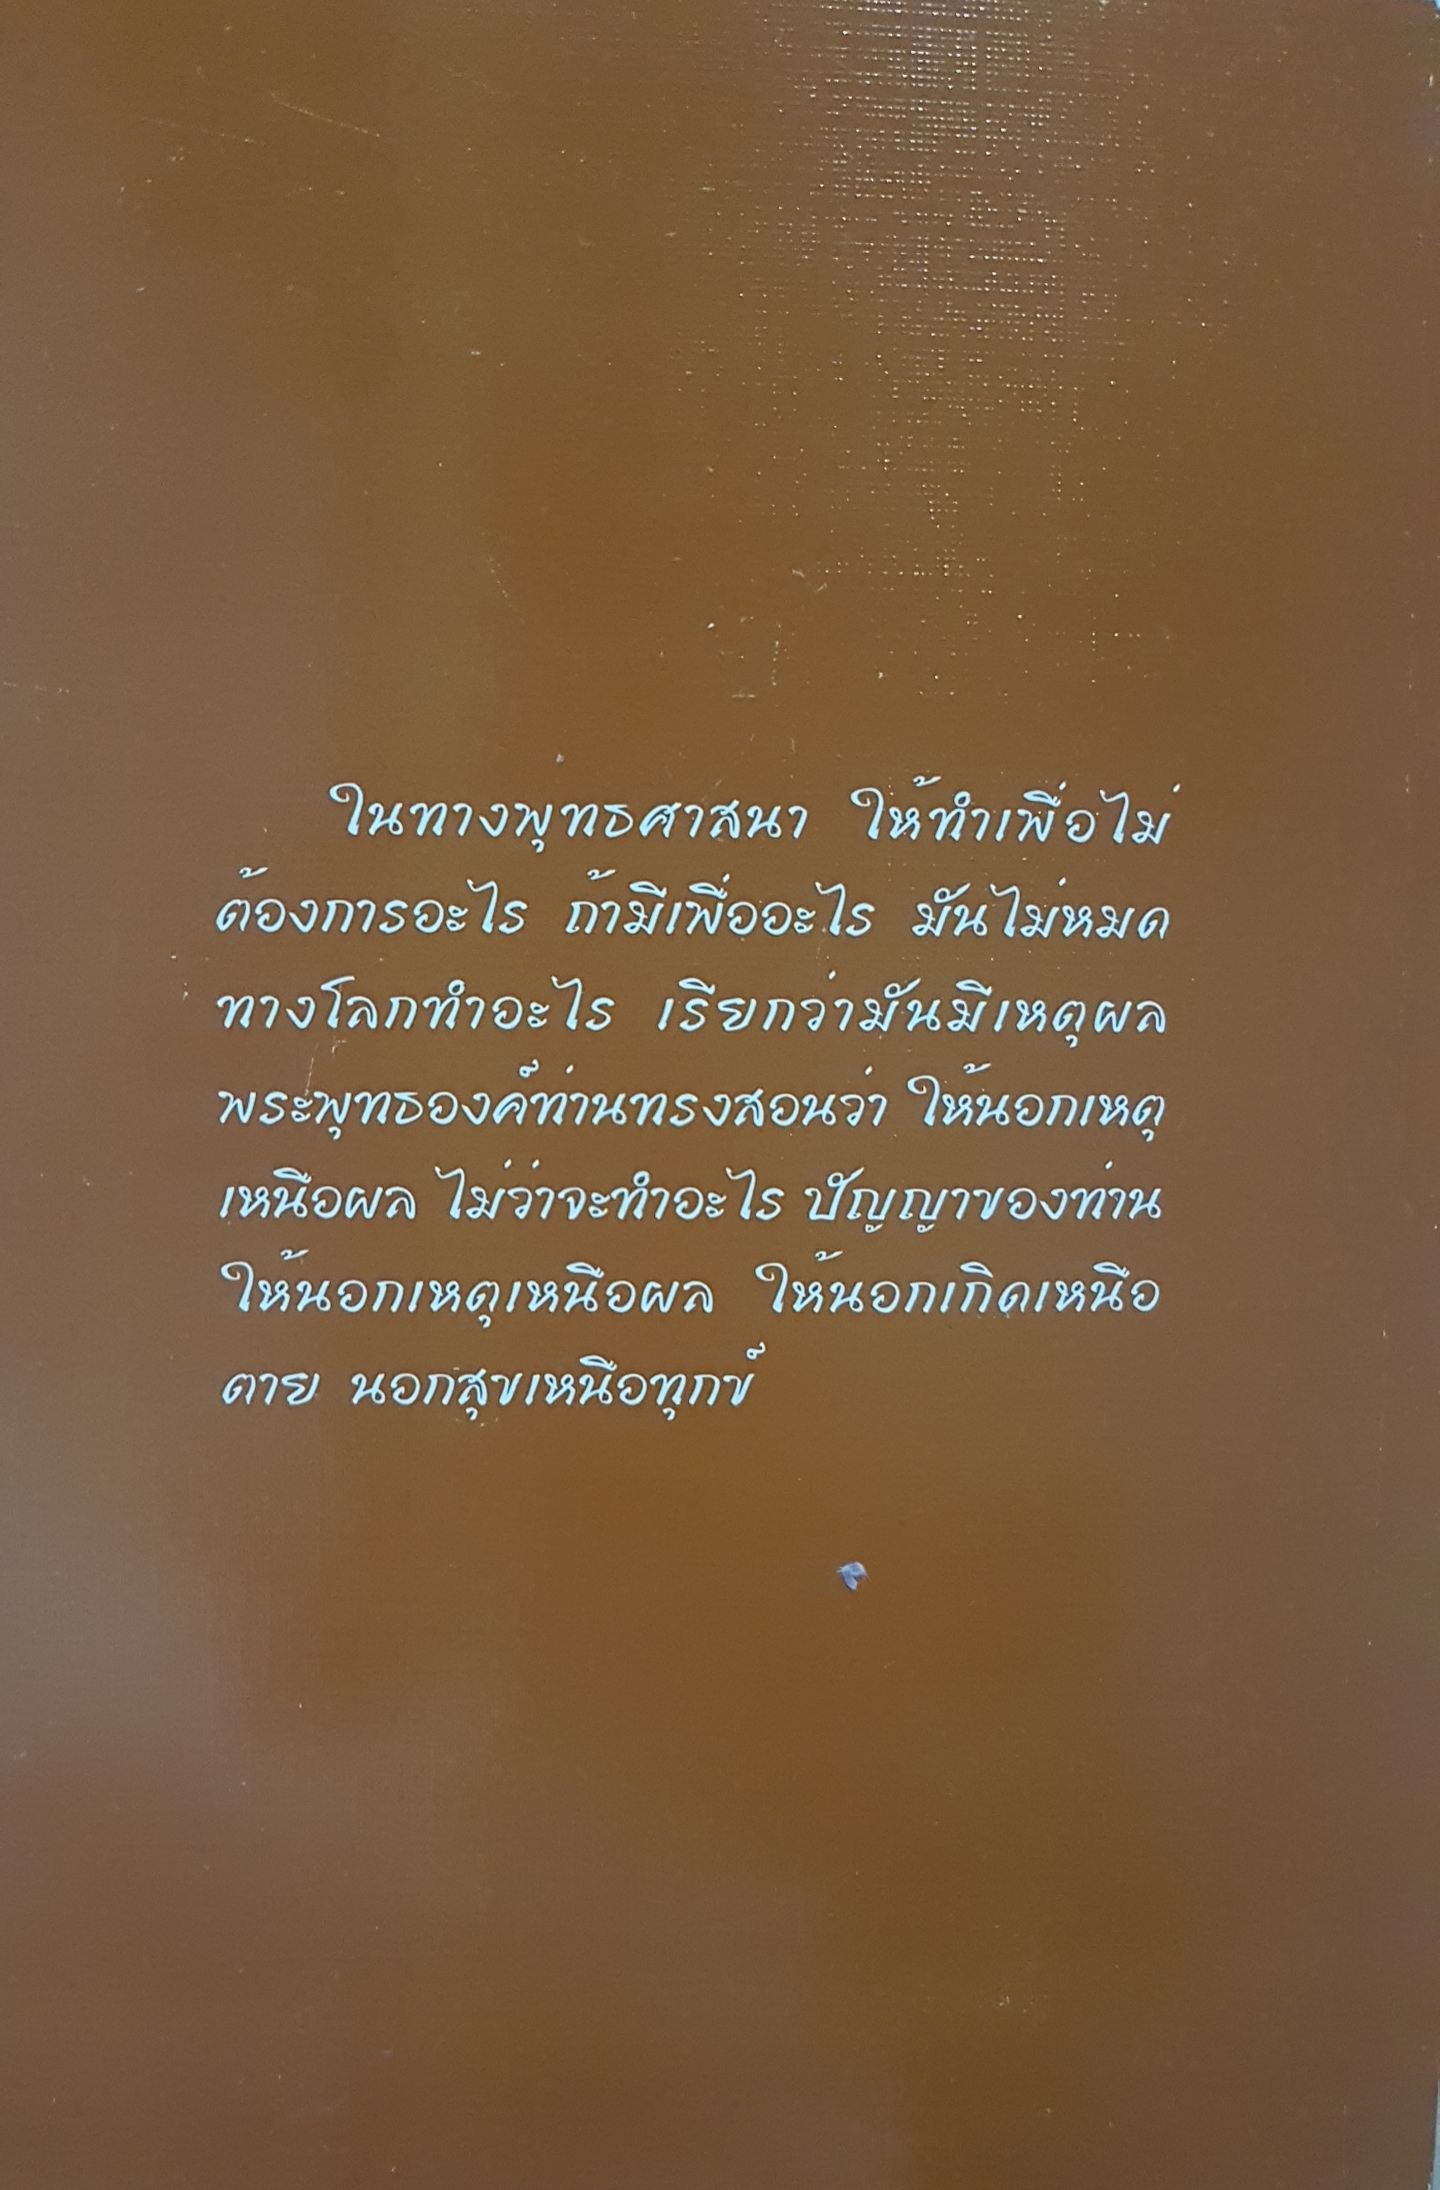 ในทางพุทธศาสนา ให้ทำเพื่อไม่
ต้องการอะไร ถ้ามีเพื่ออะไร มันไม่หมด
ทางโลกทำอะไร เรียกว่ามันมีเหตุผล
พระพุทธองค์ท่านทรงสอนว่า ให้นอกเหตุ
เหนือผล ไม่ว่าจะทำอะไร ปัญญาของท่าน
ให้นอกเหตุเหนือผล ให้นอกเกิดเหนือ
ตาย นอกสุขเหนือทุกข์